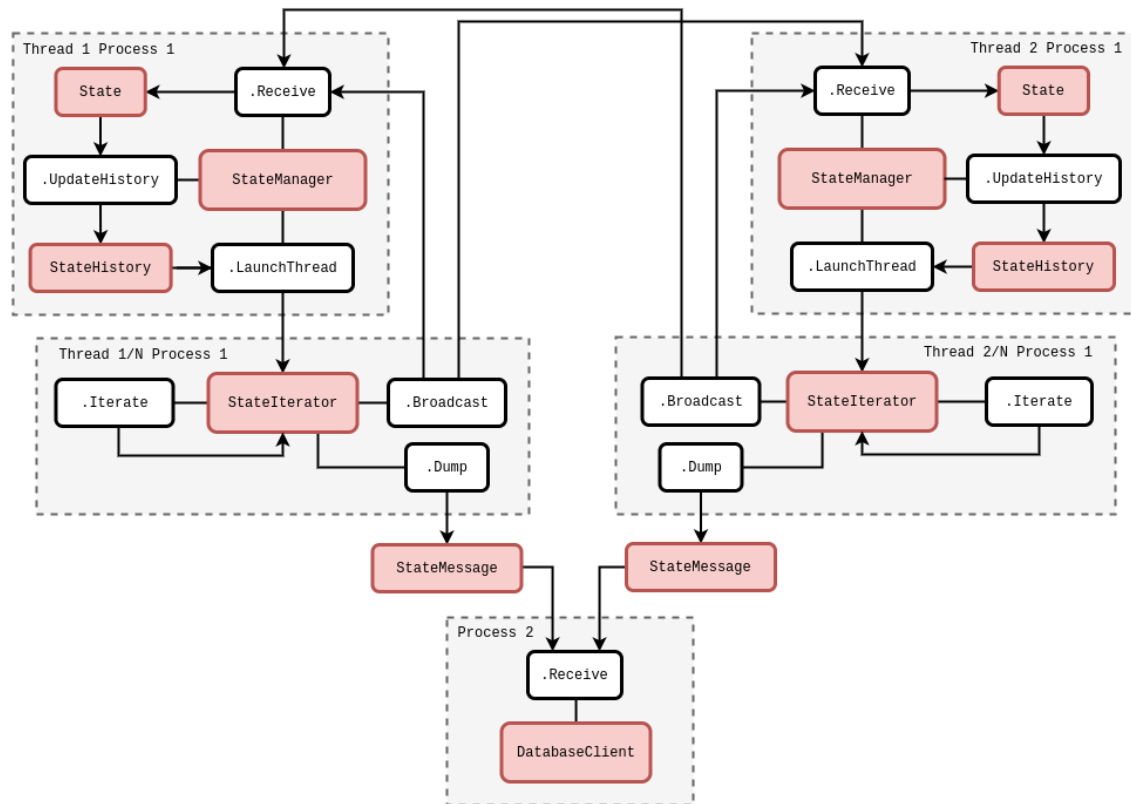 Thread 1 Process 1
State
.Receive
.UpdateHistory
StateManager
StateHistory
.LaunchThread
Thread 2 Process 1
.Receive
State
StateManager
.UpdateHistory
.LaunchThread
StateHistory
Thread 1/N Process 1
.Iterate
StateIterator
.Broadcast
.Dump
Thread 2/N Process 1
.Broadcast
StateIterator
.Iterate
.Dump
StateMessage
StateMessage
Process 2
.Receive
DatabaseClient